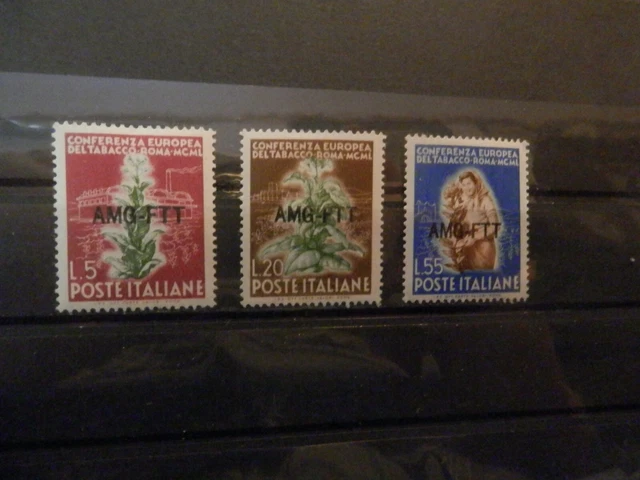 CONFERENZA EUROPEA
DEL TABACCO-ROMA-MCML
AMG-FTT
L.5
POSTE ITALIANE
CONFERENZA EUROPEA
DEL TABACCO-ROMA-MCML
AMG-FTT
L.20
POSTE ITALIANE
CONFERENZA EUROPEA
DEL TABACCO-ROMA-MCML
AMG-FTT
L.55
POSTE ITALIANE